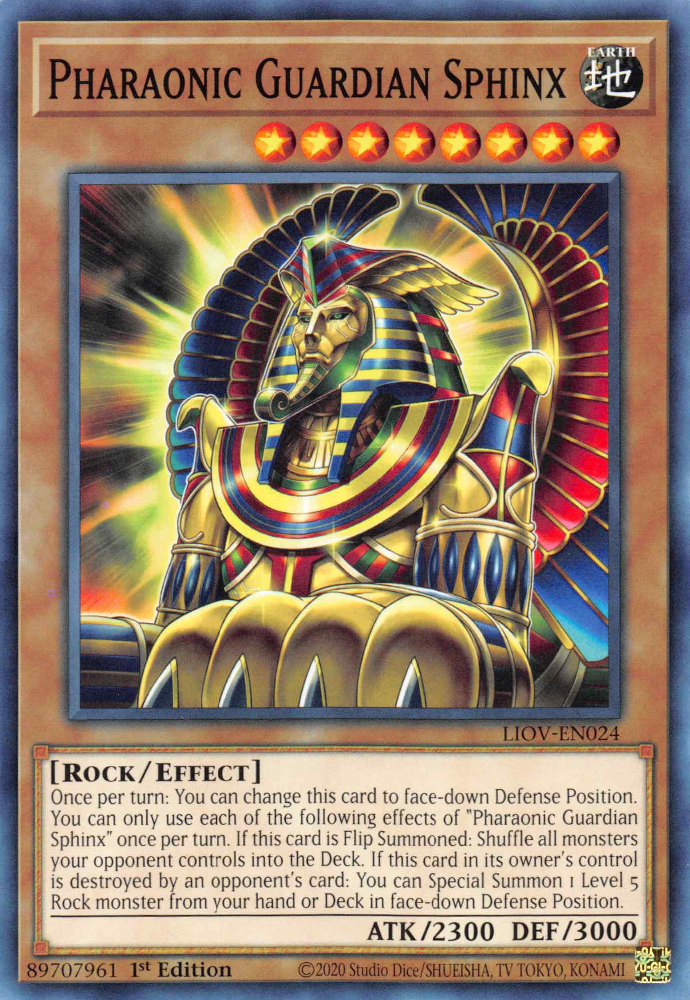 PHARAONIC GUARDIAN SPHINX
EARTH
地
LIOV-EN024
[ROCK/EFFECT]
Once per turn: You can change this card to face-down Defense Position.
You can only use each of the following effects of "Pharaonic Guardian
Sphinx" once per turn. If this card is Flip Summoned: Shuffle all monsters
your opponent controls into the Deck. If this card in its owner's control
is destroyed by an opponent's card: You can Special Summon 1 Level 5
Rock monster from your hand or Deck in face-down Defense Position.
ATK/2300 DEF/3000
89707961 1st Edition ©2020 Studio Dice/SHUEISHA, TV TOKYO, KONAMI